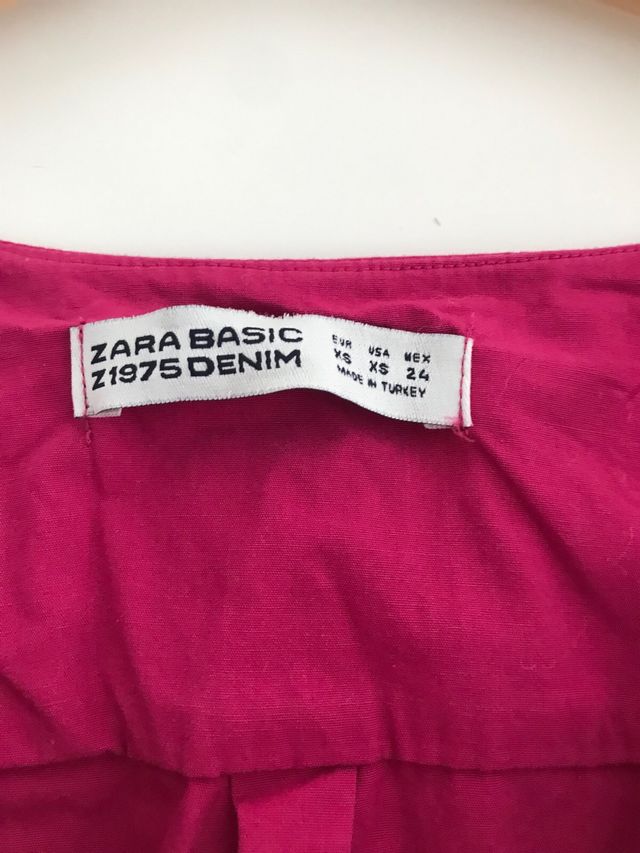 ZARA BASIC
Z1975 DENIM
EUR USA MEX
XS XS 24
MADE IN TURKEY